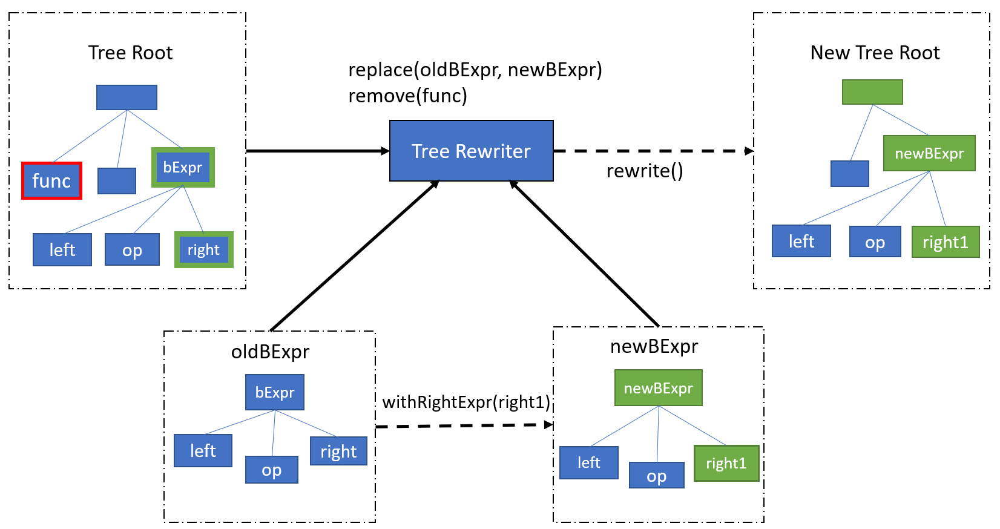 Tree Root
func
bExpr
left
op
right
replace(oldBExpr, newBExpr)
remove(func)
Tree Rewriter
rewrite()
New Tree Root
newBExpr
left
op
right1
oldBExpr
bExpr
left
op
right
withRightExpr(right1)
newBExpr
newBExpr
left
op
right1